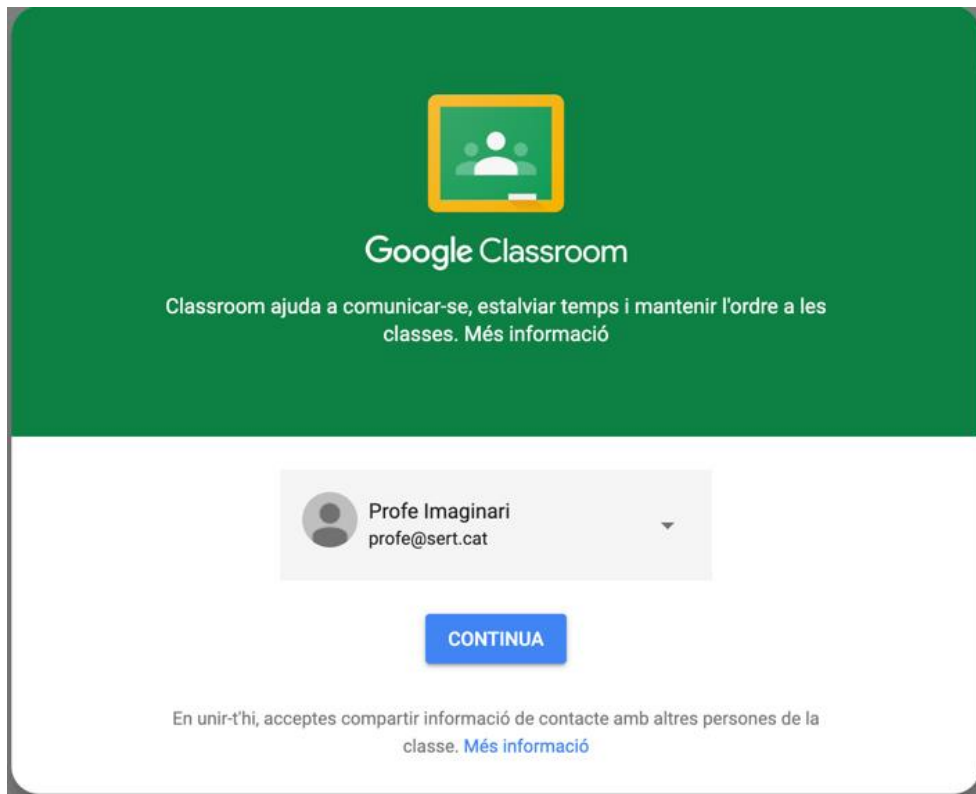 Google Classroom
Classroom ajuda a comunicar-se, estalviar temps i mantenir l'ordre a les
classes. Més informació
Profe Imaginari
profe@sert.cat
CONTINUA
En unir-t'hi, acceptes compartir informació de contacte amb altres persones de la
classe. Més informació